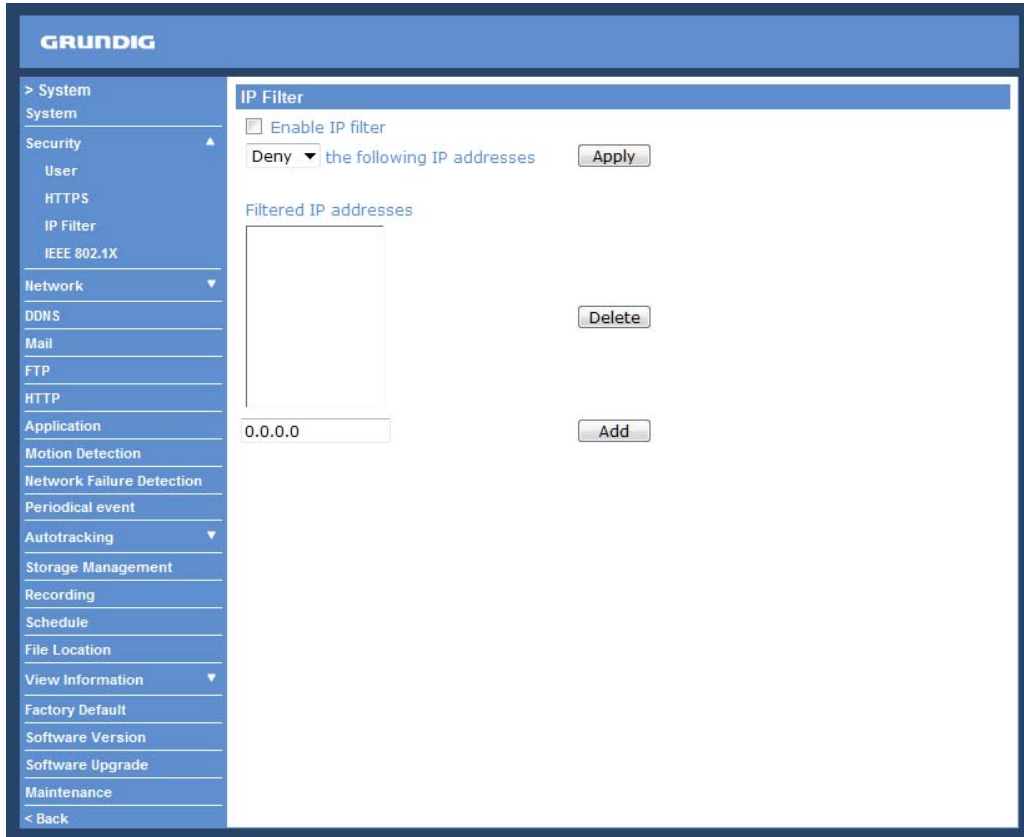 GRUNDIG
> System
System
Security
User
HTTPS
IP Filter
IEEE 802.1X
Network
DDNS
Mail
FTP
HTTP
Application
Motion Detection
Network Failure Detection
Periodical event
Autotracking
Storage Management
Recording
Schedule
File Location
View Information
Factory Default
Software Version
Software Upgrade
Maintenance
< Back
IP Filter
Enable IP filter
Deny the following IP addresses Apply
Filtered IP addresses
Delete
0.0.0.0 Add